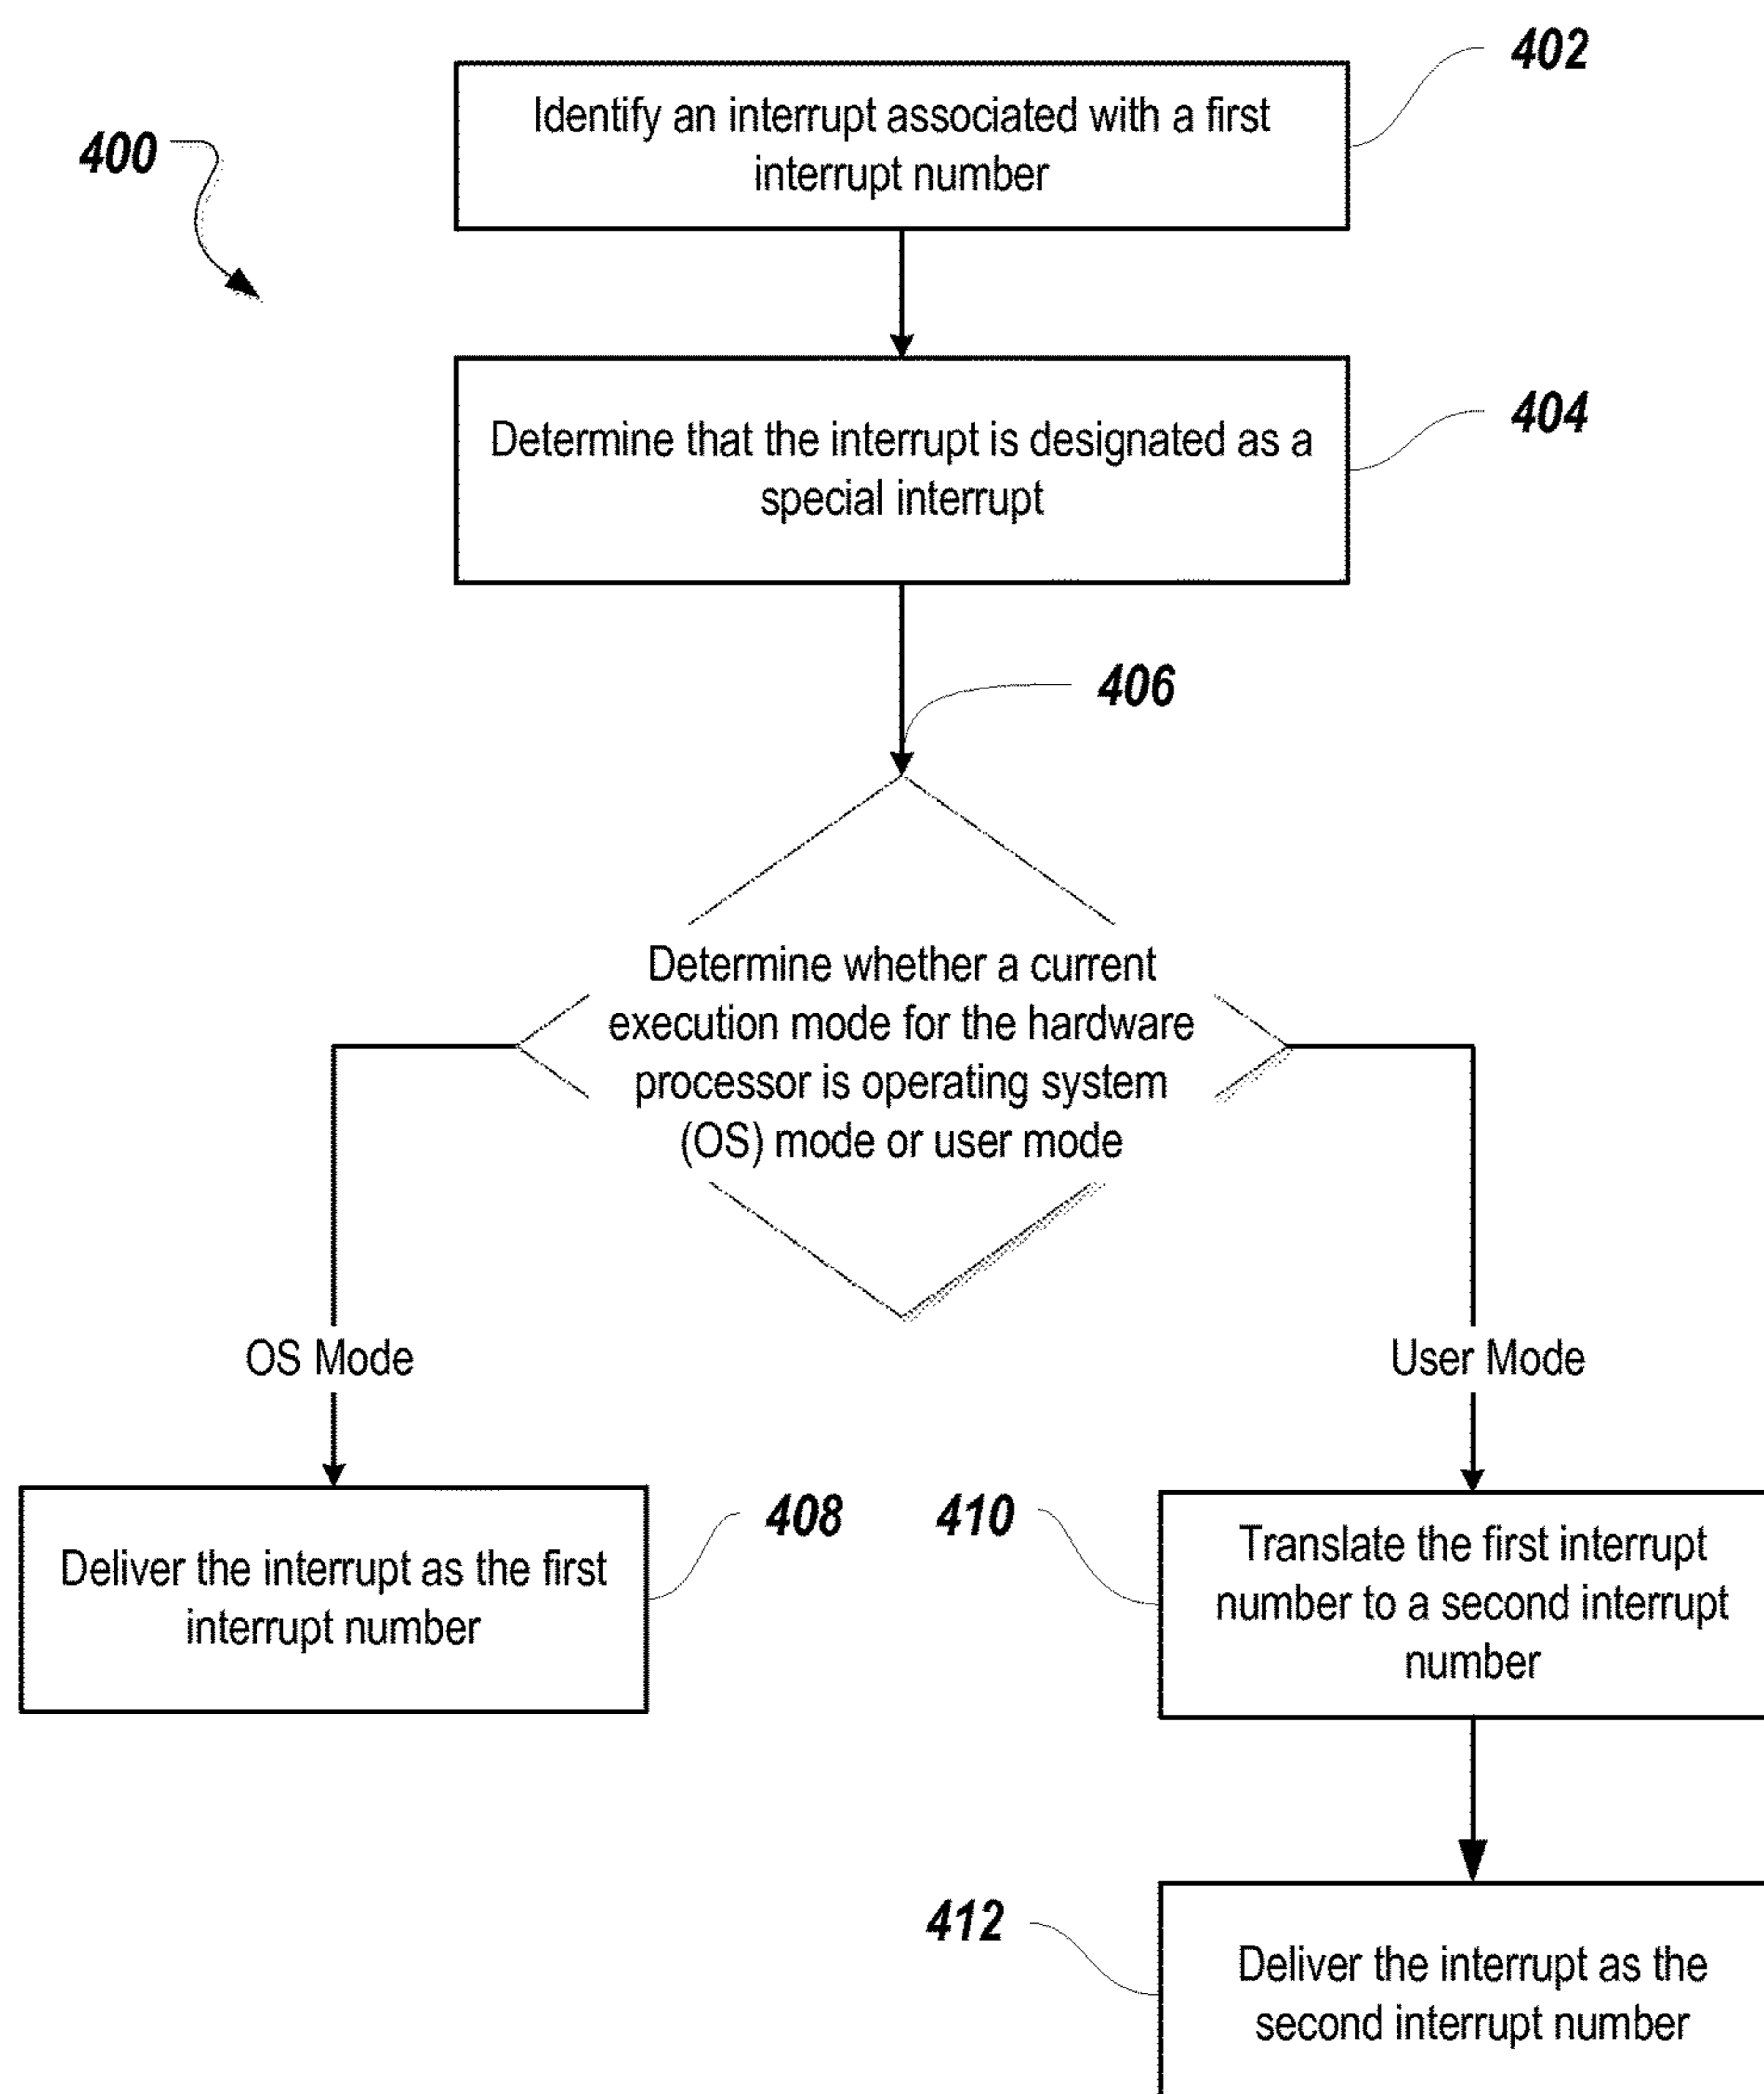 402
Identify an interrupt associated with a first
interrupt number
400
404
Determine that the interrupt is designated as a
special interrupt
406
Determine whether a current
execution mode for the hardware
processor is operating system
(OS) mode or user mode
OS Mode
User Mode
408
Deliver the interrupt as the first
interrupt number
410
Translate the first interrupt
number to a second interrupt
number
412
Deliver the interrupt as the
second interrupt number